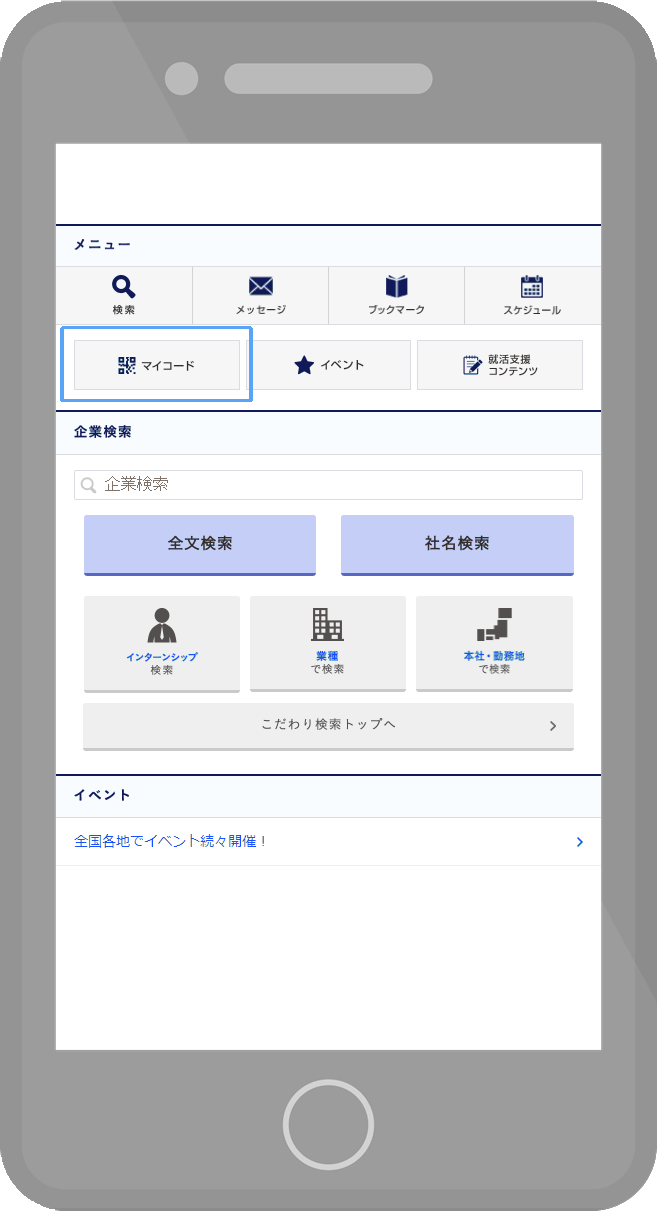 メニュー
検索
メッセージ
ブックマーク
スケジュール
マイコード
イベント
就活支援
コンテンツ
企業検索
企業検索
全文検索
社名検索
インターンシップ
検索
業種
で検索
本社・勤務地
で検索
こだわり検索トップへ
イベント
全国各地でイベント続々開催！